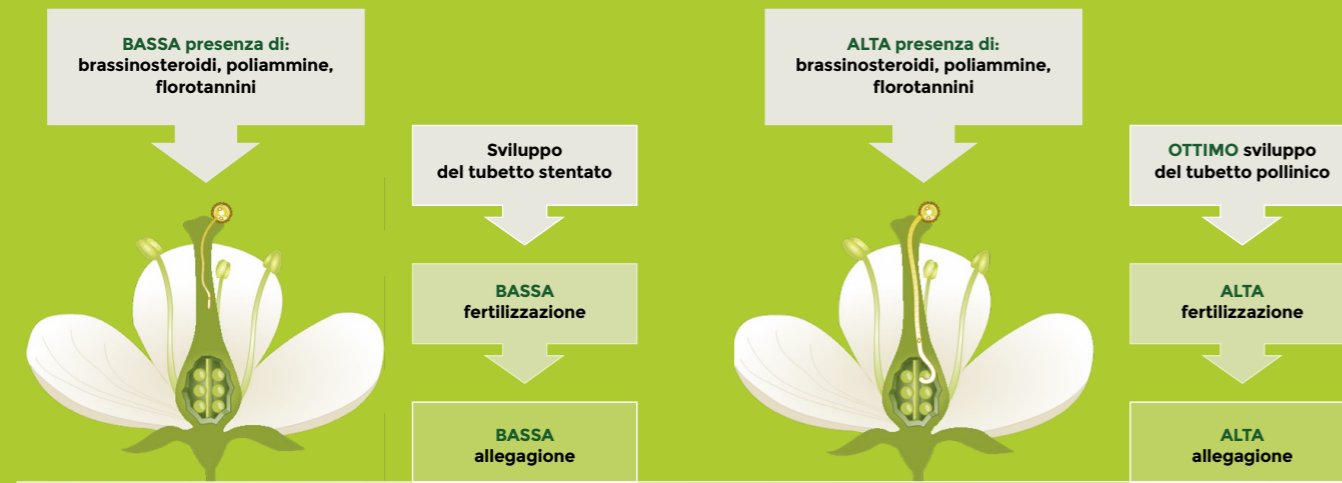 BASSA presenza di:
brassinosteroidi, poliammine,
florotannini
Sviluppo
del tubetto stentato
BASSA
fertilizzazione
BASSA
allegagione
ALTA presenza di:
brassinosteroidi, poliammine,
florotannini
OTTIMO sviluppo
del tubetto pollinico
ALTA
fertilizzazione
ALTA
allegagione